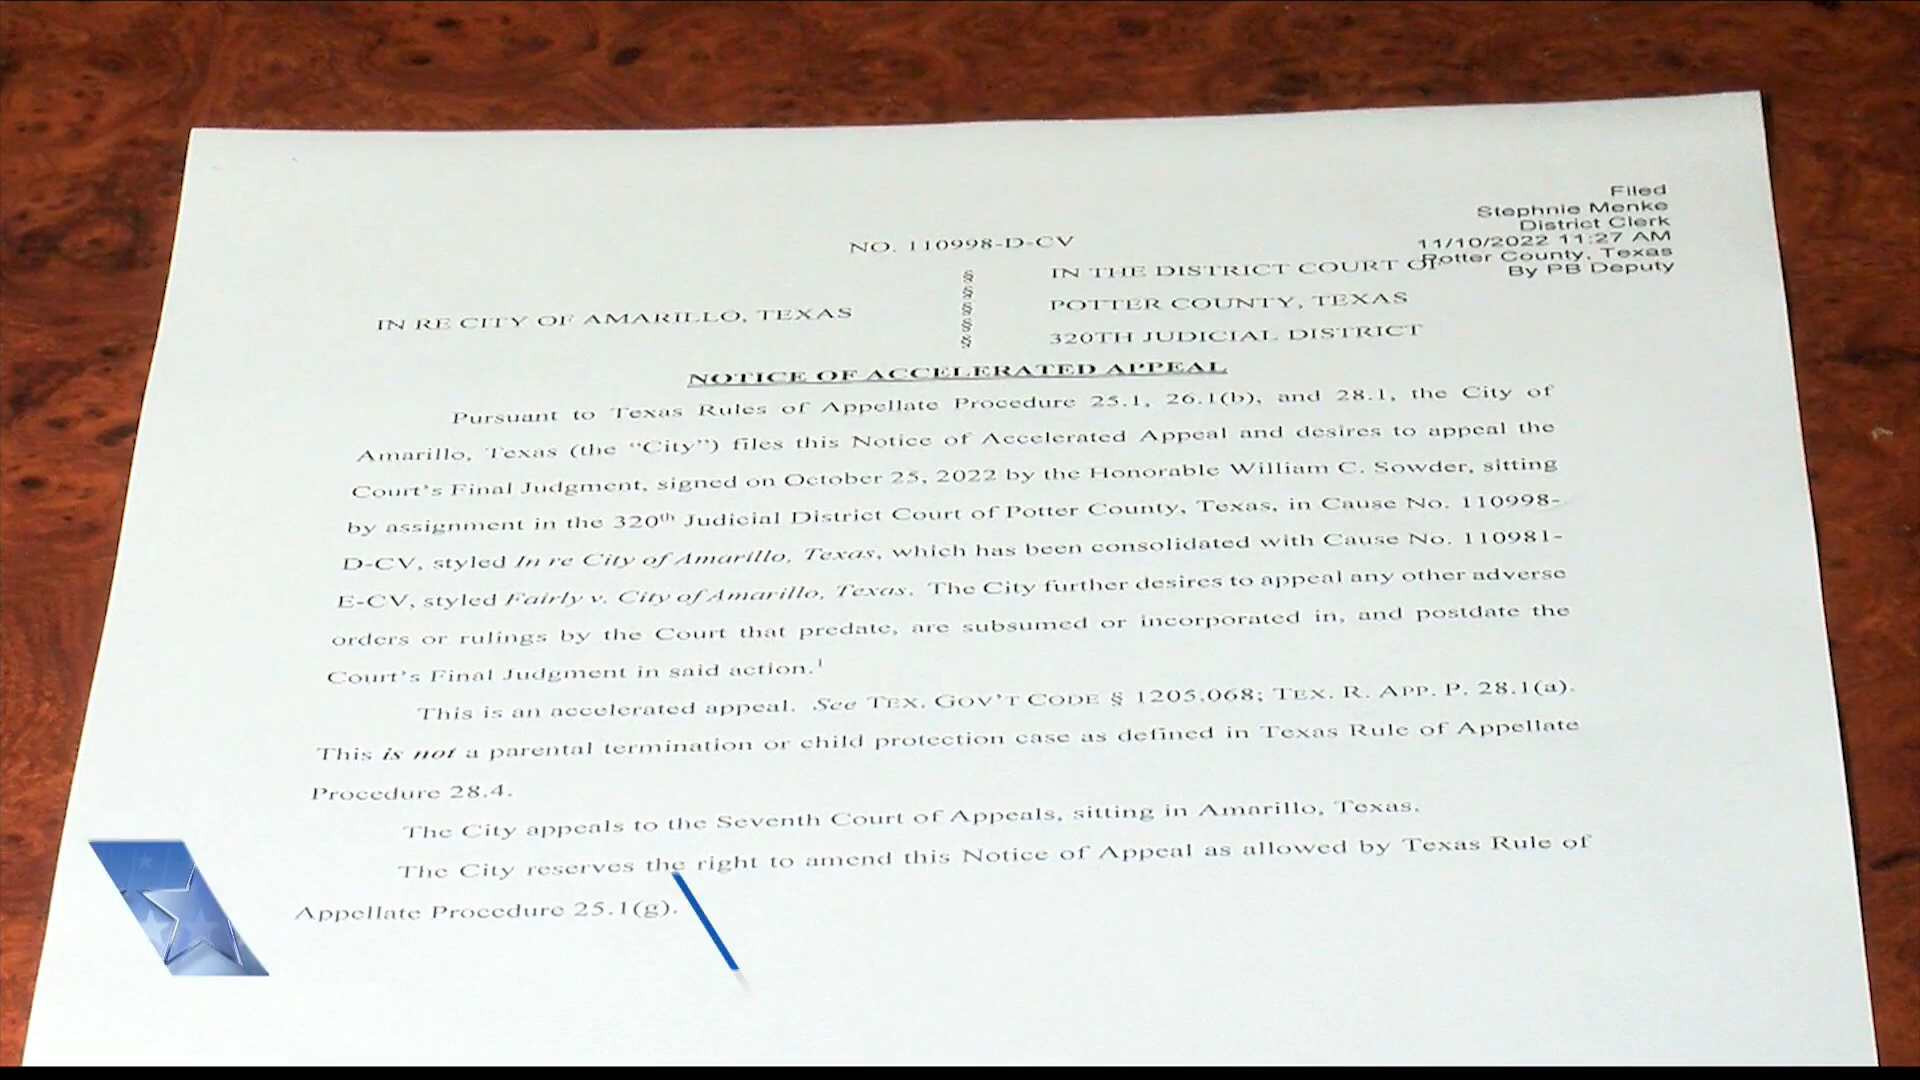 Filed
Stephnie Menke
District Clerk
11/10/2022 11:27 AM
Potter County, Texas
By PB Deputy
NO. 110998-D-CV
IN RE CITY OF AMARILLO, TEXAS
§
§
§
§
§
IN THE DISTRICT COURT OF
POTTER COUNTY, TEXAS
320TH JUDICIAL DISTRICT
NOTICE OF ACCELERATED APPEAL
Pursuant to Texas Rules of Appellate Procedure 25.1, 26.1(b), and 28.1, the City of
Amarillo, Texas (the “City”) files this Notice of Accelerated Appeal and desires to appeal the
Court’s Final Judgment, signed on October 25, 2022 by the Honorable William C. Sowder, sitting
by assignment in the 320th Judicial District Court of Potter County, Texas, in Cause No. 110998-
D-CV, styled In re City of Amarillo, Texas, which has been consolidated with Cause No. 110981-
E-CV, styled Fairly v. City of Amarillo, Texas. The City further desires to appeal any other adverse
orders or rulings by the Court that predate, are subsumed or incorporated in, and postdate the
Court’s Final Judgment in said action.1
This is an accelerated appeal. See TEX. GOV’T CODE § 1205.068; TEX. R. APP. P. 28.1(a).
This is not a parental termination or child protection case as defined in Texas Rule of Appellate
Procedure 28.4.
The City appeals to the Seventh Court of Appeals, sitting in Amarillo, Texas.
The City reserves the right to amend this Notice of Appeal as allowed by Texas Rule of
Appellate Procedure 25.1(g).